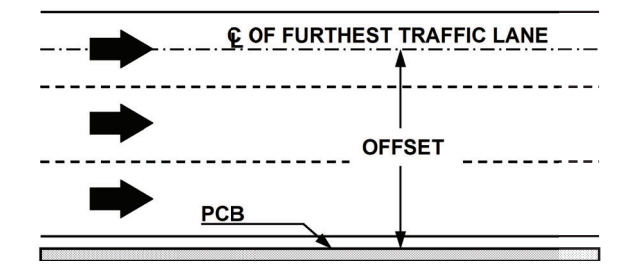 ℄ OF FURTHEST TRAFFIC LANE
OFFSET
PCB